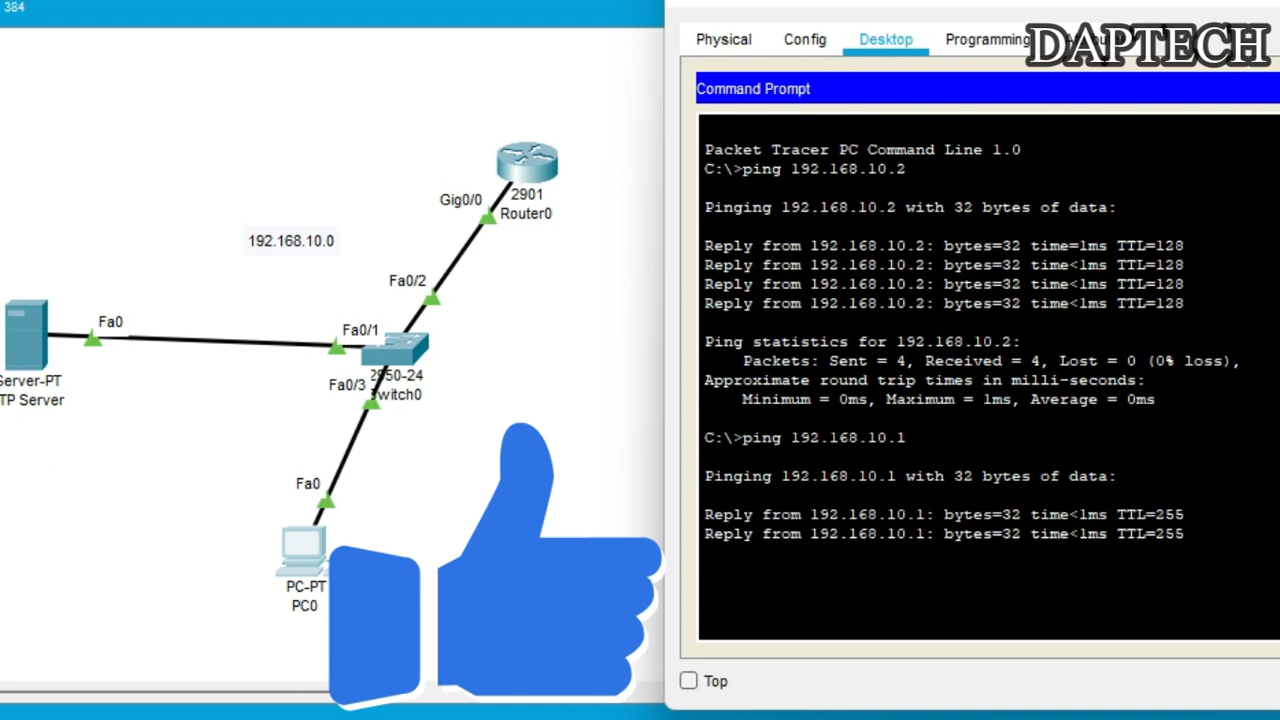 384
Physical Config Desktop Programming
DAPTECH
Command Prompt
Packet Tracer PC Command Line 1.0
C:\>ping 192.168.10.2
Pinging 192.168.10.2 with 32 bytes of data:
Reply from 192.168.10.2: bytes=32 time=1ms TTL=128
Reply from 192.168.10.2: bytes=32 time<1ms TTL=128
Reply from 192.168.10.2: bytes=32 time<1ms TTL=128
Reply from 192.168.10.2: bytes=32 time<1ms TTL=128
Ping statistics for 192.168.10.2:
Packets: Sent = 4, Received = 4, Lost = 0 (0% loss),
Approximate round trip times in milli-seconds:
Minimum = 0ms, Maximum = 1ms, Average = 0ms
C:\>ping 192.168.10.1
Pinging 192.168.10.1 with 32 bytes of data:
Reply from 192.168.10.1: bytes=32 time<1ms TTL=255
Reply from 192.168.10.1: bytes=32 time<1ms TTL=255
Top
Gig0/0
2901
Router0
192.168.10.0
Fa0/2
Fa0
Fa0/1
Server-PT
TP Server
Fa0/3
2950-24
Switch0
Fa0
PC-PT
PC0